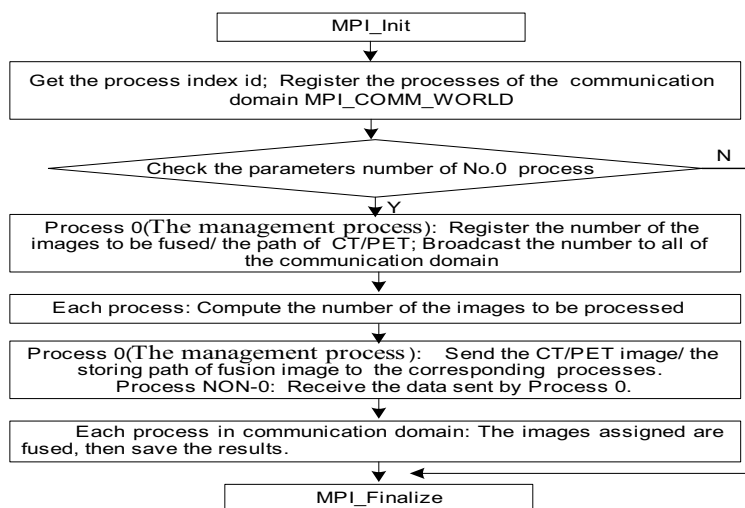 MPI_Init
Get the process index id; Register the processes of the communication
domain MPI_COMM_WORLD
Check the parameters number of No.0 process
N
Y
Process 0(The management process): Register the number of the
images to be fused/ the path of CT/PET; Broadcast the number to all of
the communication domain
Each process: Compute the number of the images to be processed
Process 0(The management process): Send the CT/PET image/ the
storing path of fusion image to the corresponding processes.
Process NON-0: Receive the data sent by Process 0.
Each process in communication domain: The images assigned are
fused, then save the results.
MPI_Finalize